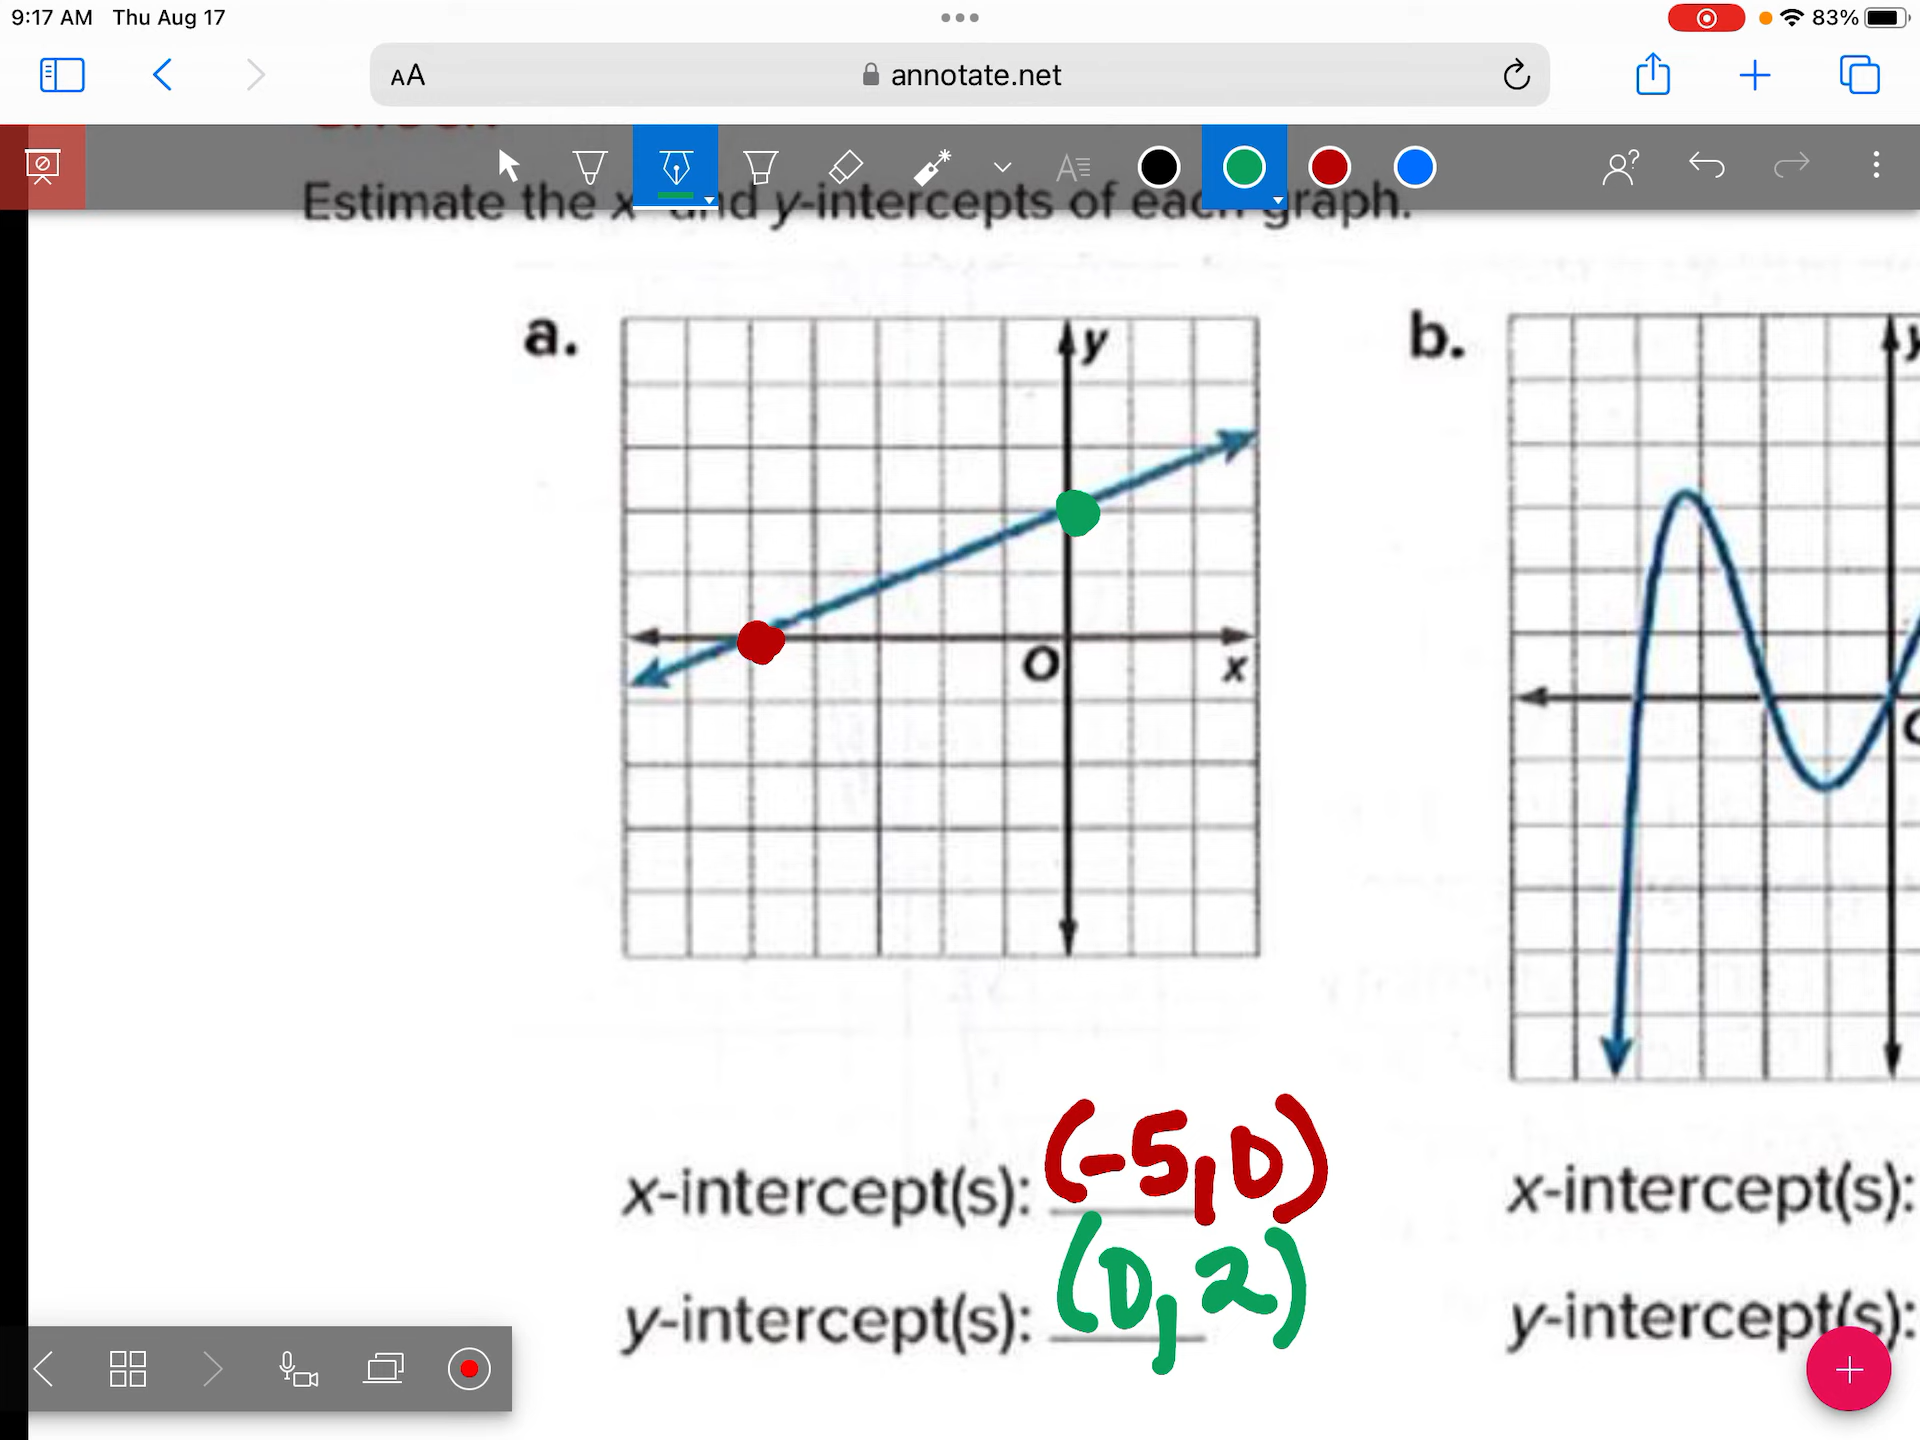 9:17 AM Thu Aug 17
83%
AA annotate.net
Estimate the x and y-intercepts of each graph.
a.
y
O
x
b.
y
x-intercept(s): (-5,0)
y-intercept(s): (0,2)
x-intercept(s):
y-intercept(s):